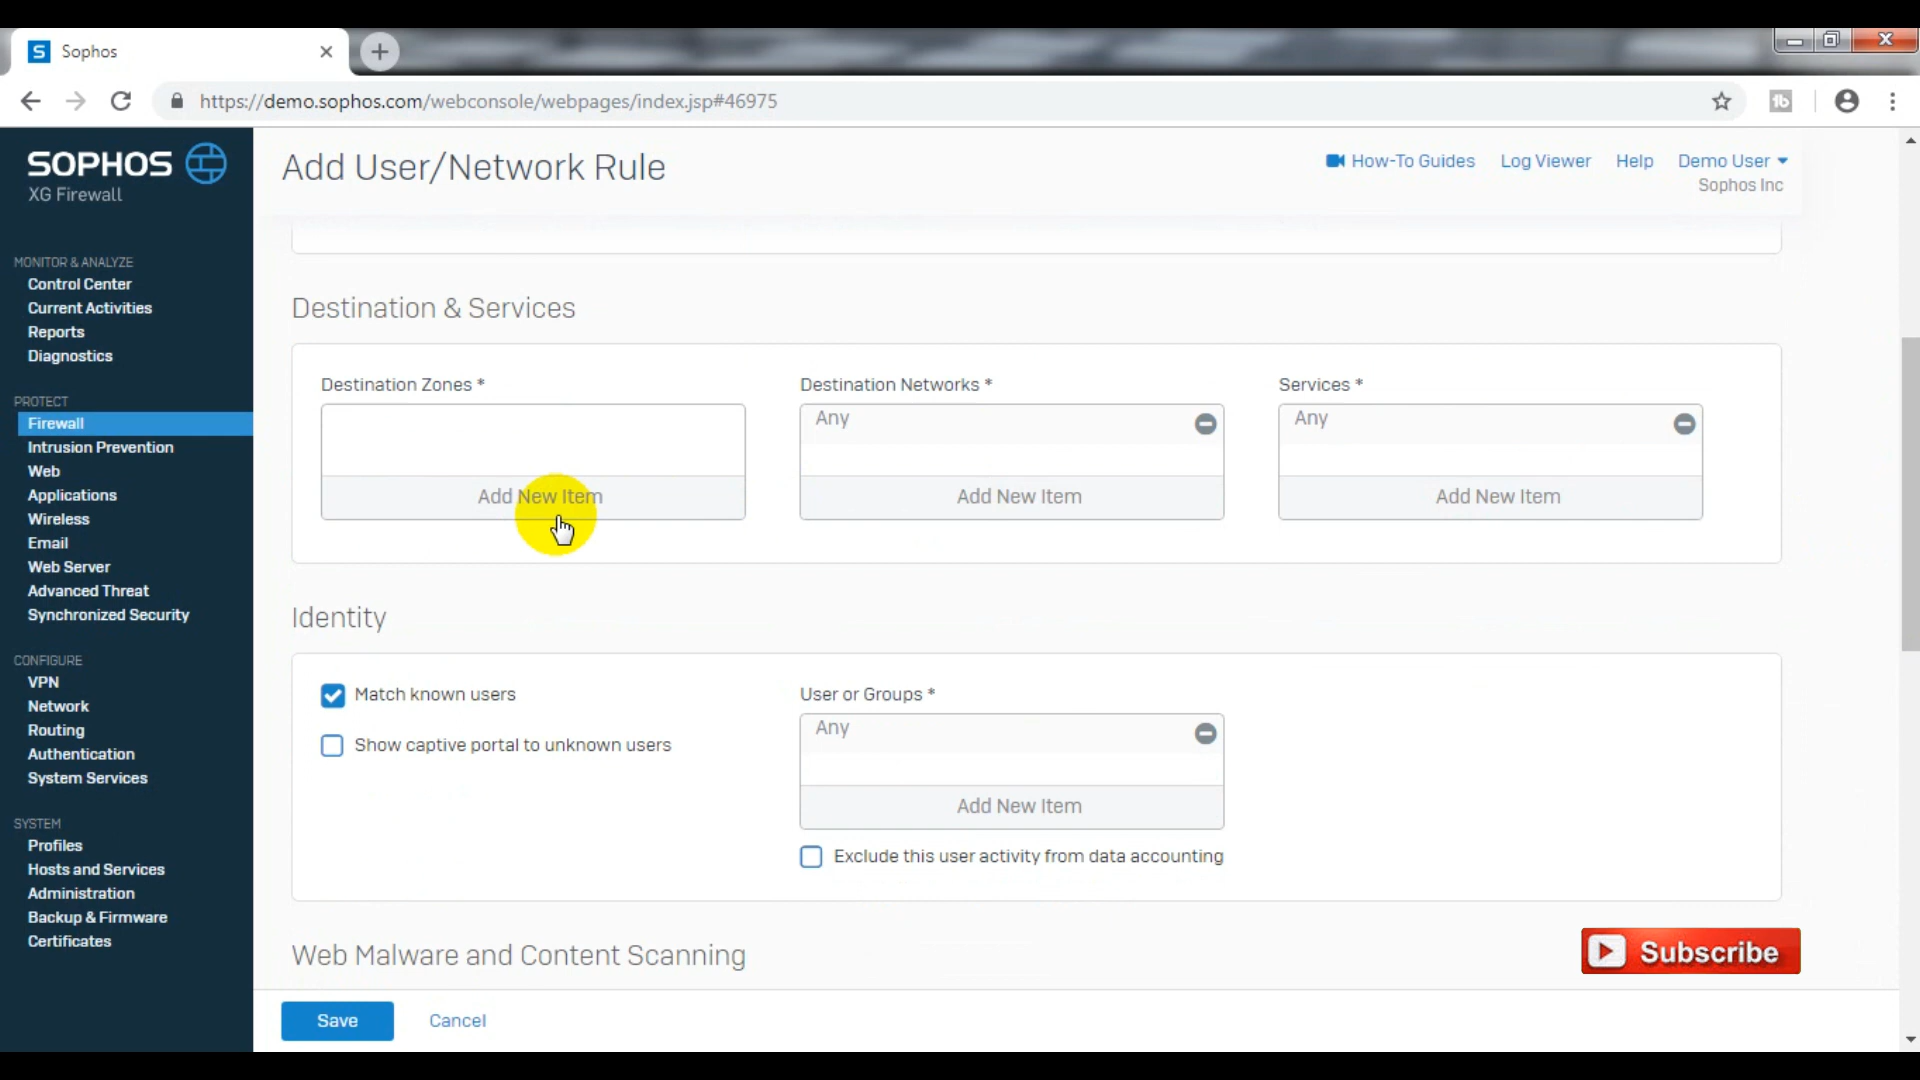 Sophos
https://demo.sophos.com/webconsole/webpages/index.jsp#46975
SOPHOS
XG Firewall
Add User/Network Rule
How-To Guides
Log Viewer
Help
Demo User
Sophos Inc
MONITOR & ANALYZE
Control Center
Current Activities
Reports
Diagnostics
PROTECT
Firewall
Intrusion Prevention
Web
Applications
Wireless
Email
Web Server
Advanced Threat
Synchronized Security
CONFIGURE
VPN
Network
Routing
Authentication
System Services
SYSTEM
Profiles
Hosts and Services
Administration
Backup & Firmware
Certificates
Destination & Services
Destination Zones *
Add New Item
Destination Networks *
Any
Add New Item
Services *
Any
Add New Item
Identity
Match known users
Show captive portal to unknown users
User or Groups *
Any
Add New Item
Exclude this user activity from data accounting
Web Malware and Content Scanning
Subscribe
Save
Cancel